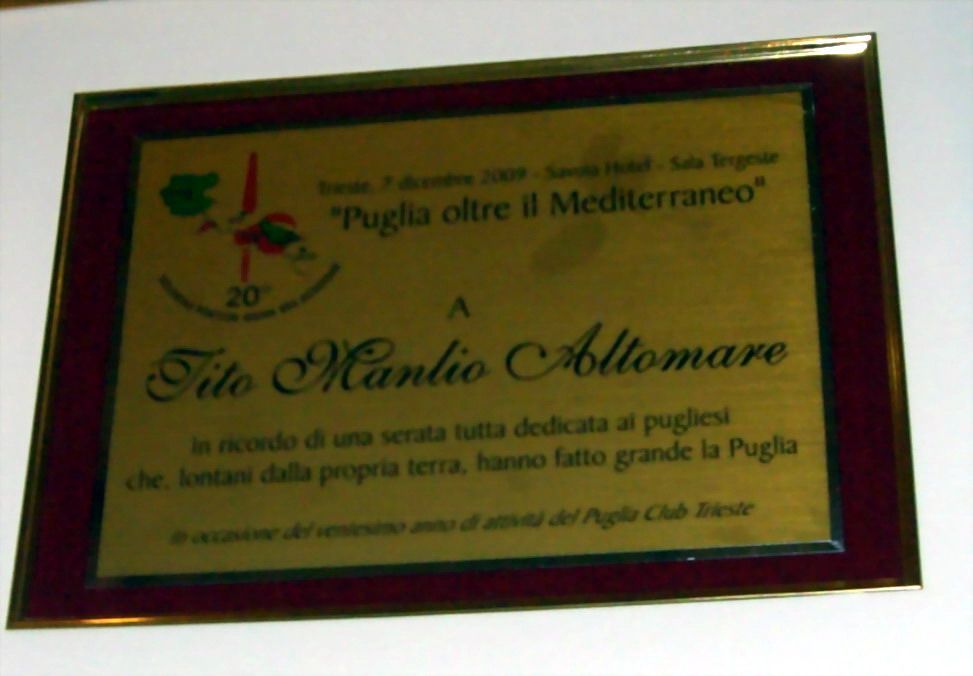 Trieste, 7 dicembre 2009 - Savoia Hotel - Sala Tergeste
"Puglia oltre il Mediterraneo"
20°
A
Tito Manlio Altomare
in ricordo di una serata tutta dedicata ai pugliesi
che, lontani dalla propria terra, hanno fatto grande la Puglia
in occasione del ventesimo anno di attività del Puglia Club Trieste